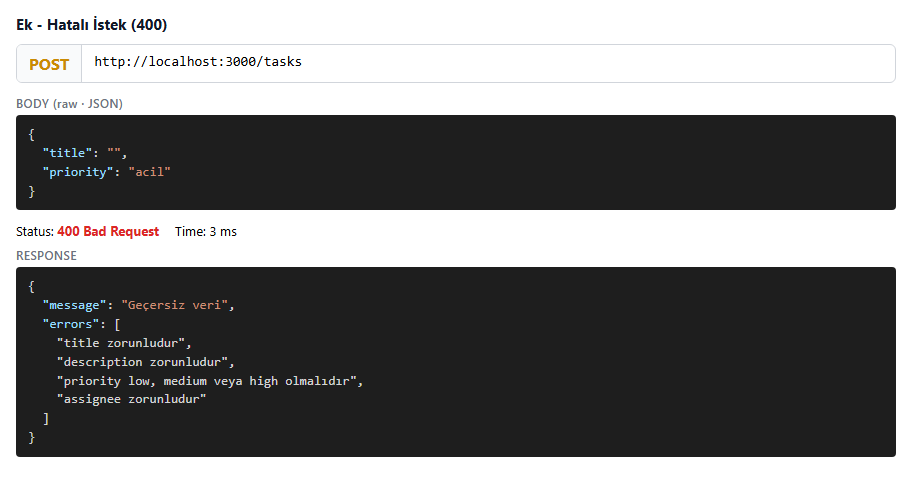 Ek - Hatalı İstek (400)
POST http://localhost:3000/tasks
BODY (raw · JSON)
{
  "title": "",
  "priority": "acil"
}
Status: 400 Bad Request Time: 3 ms
RESPONSE
{
  "message": "Geçersiz veri",
  "errors": [
    "title zorunludur",
    "description zorunludur",
    "priority low, medium veya high olmalıdır",
    "assignee zorunludur"
  ]
}